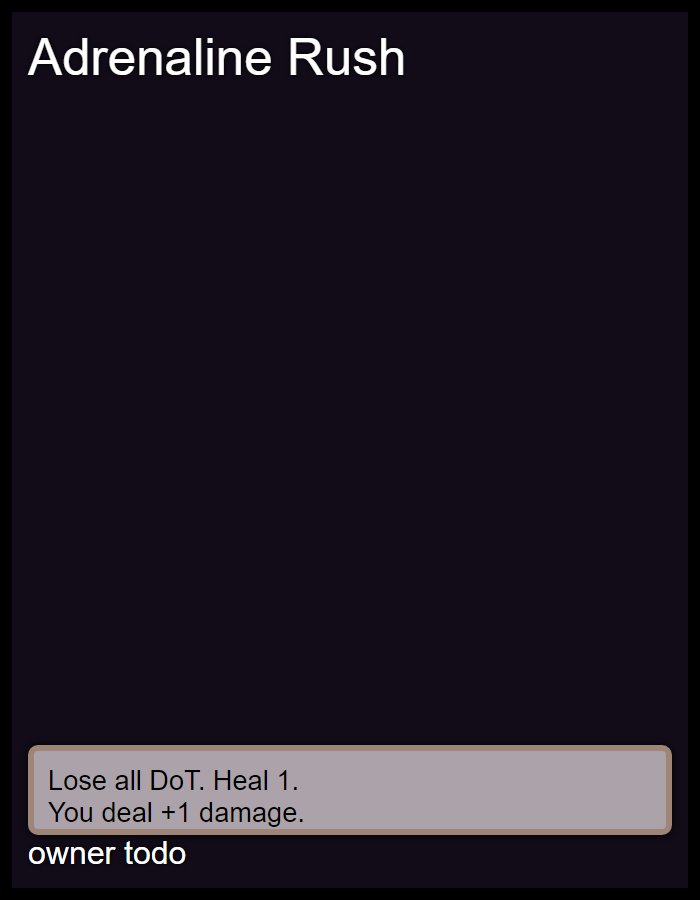 Adrenaline Rush
Lose all DoT. Heal 1.
You deal +1 damage.
owner todo